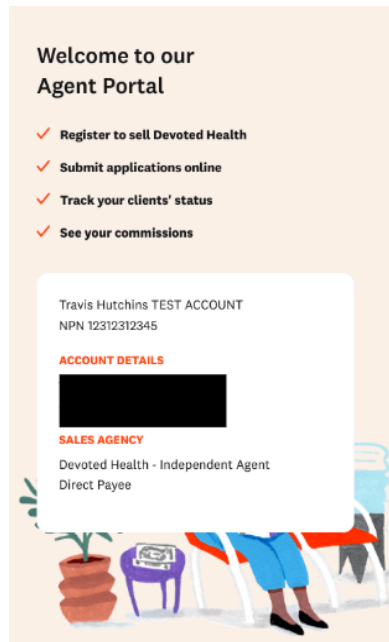 Welcome to our
Agent Portal
Register to sell Devoted Health
Submit applications online
Track your clients' status
See your commissions
Travis Hutchins TEST ACCOUNT
NPN 12312312345
ACCOUNT DETAILS
SALES AGENCY
Devoted Health - Independent Agent
Direct Payee